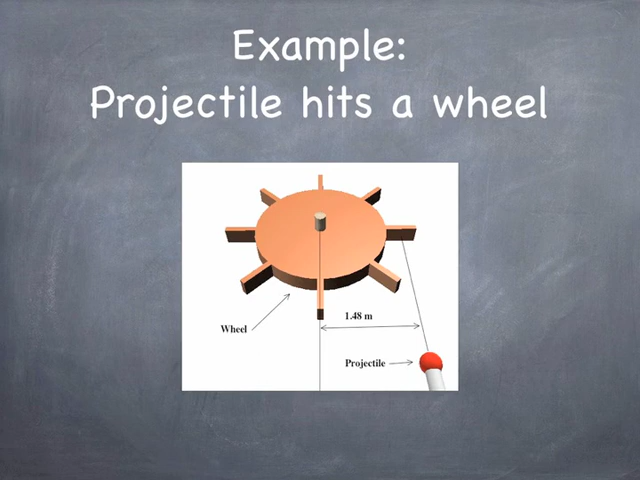 Example:
Projectile hits a wheel
1.48 m
Wheel
Projectile